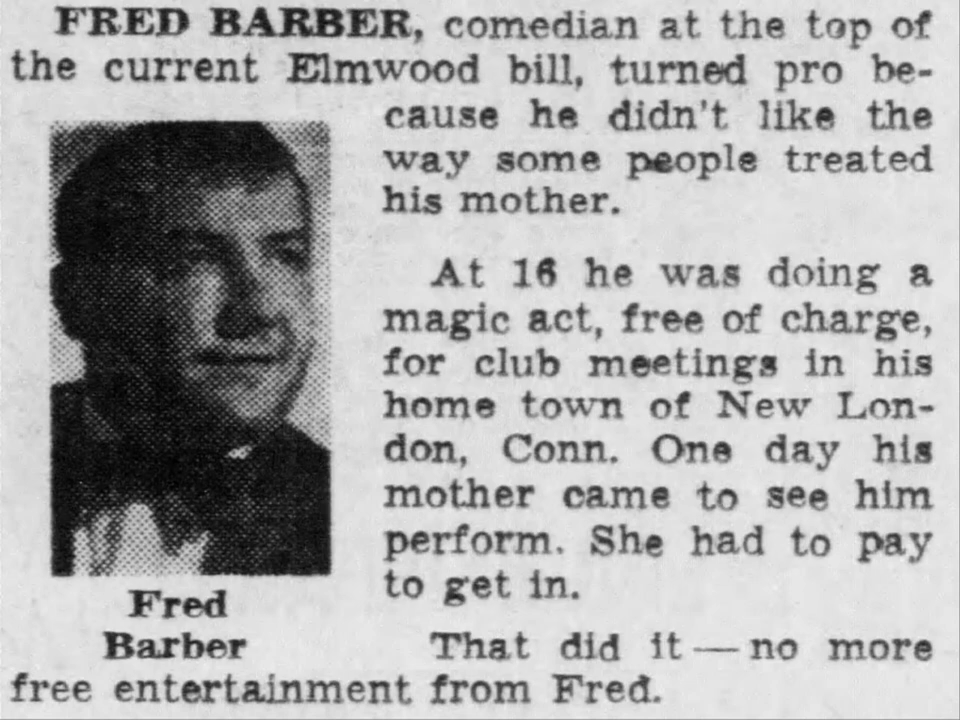 FRED BARBER, comedian at the top of
the current Elmwood bill, turned pro be-
cause he didn't like the
way some people treated
his mother.
At 16 he was doing a
magic act, free of charge,
for club meetings in his
home town of New Lon-
don, Conn. One day his
mother came to see him
perform. She had to pay
to get in.
Fred
Barber
That did it — no more
free entertainment from Fred.